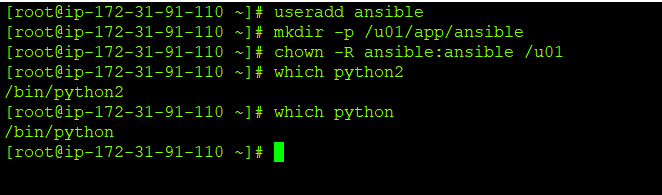 [root@ip-172-31-91-110 ~]# useradd ansible
[root@ip-172-31-91-110 ~]# mkdir -p /u01/app/ansible
[root@ip-172-31-91-110 ~]# chown -R ansible:ansible /u01
[root@ip-172-31-91-110 ~]# which python2
/bin/python2
[root@ip-172-31-91-110 ~]# which python
/bin/python
[root@ip-172-31-91-110 ~]#